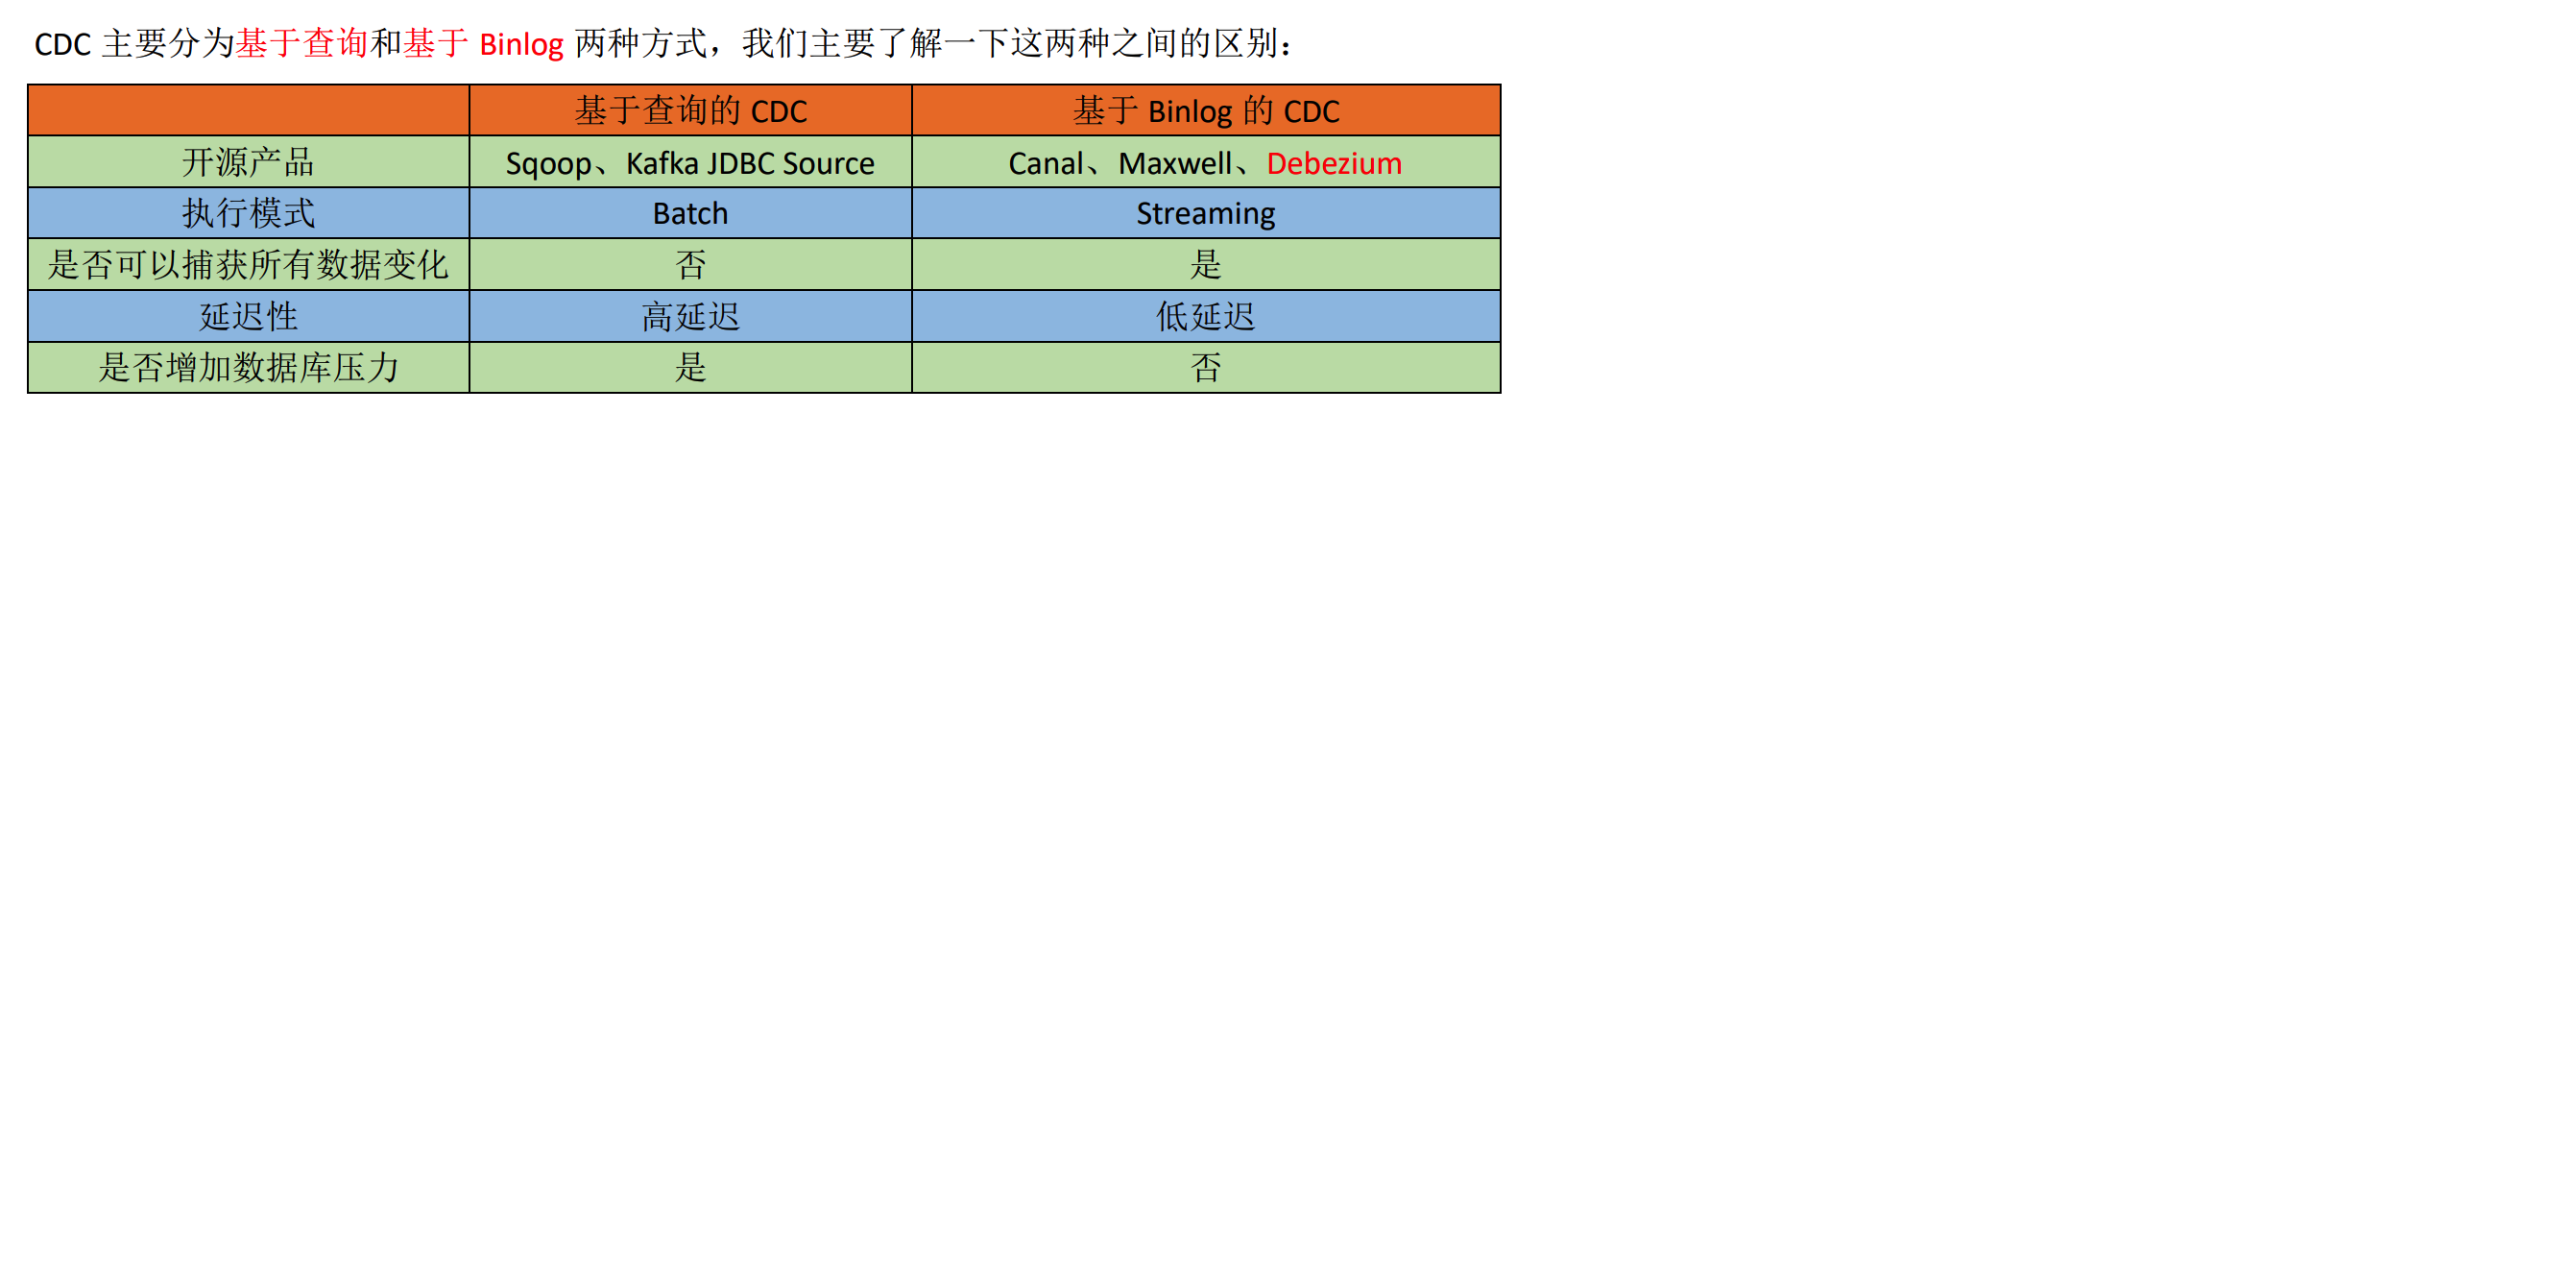 CDC 主要分为基于查询和基于 Binlog 两种方式，我们主要了解一下这两种之间的区别：
基于查询的 CDC 基于 Binlog 的 CDC
开源产品 Sqoop、Kafka JDBC Source Canal、Maxwell、Debezium
执行模式 Batch Streaming
是否可以捕获所有数据变化 否 是
延迟性 高延迟 低延迟
是否增加数据库压力 是 否